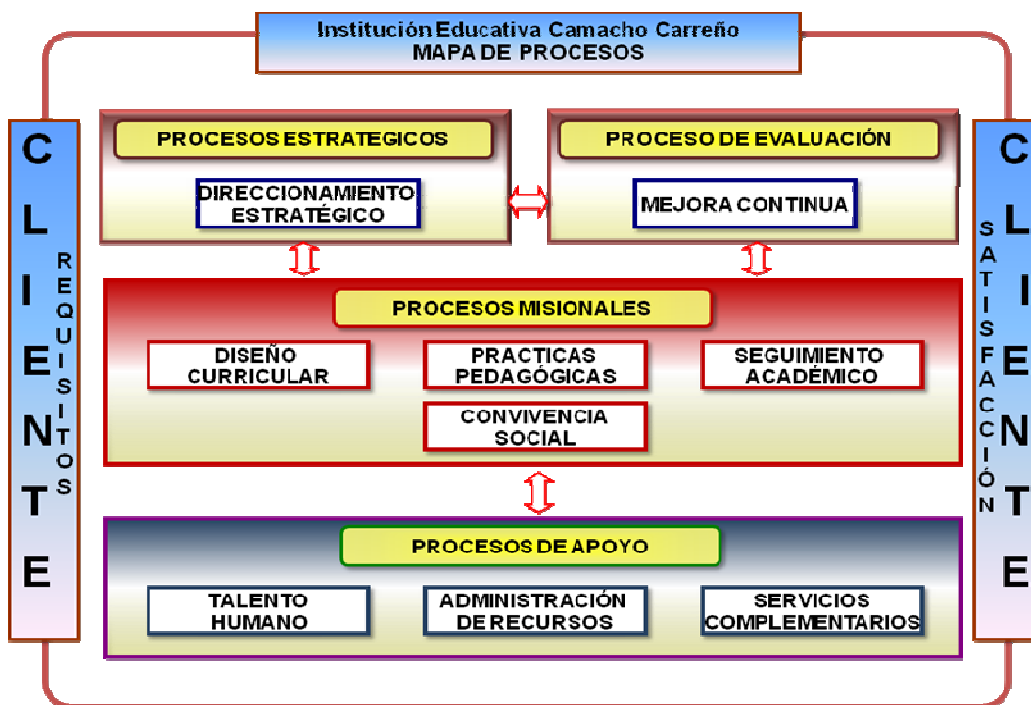 Institución Educativa Camacho Carreño
MAPA DE PROCESOS
CLIENTE
REQUISITOS
PROCESOS ESTRATEGICOS
DIRECCIONAMIENTO
ESTRATÉGICO
PROCESO DE EVALUACIÓN
MEJORA CONTINUA
PROCESOS MISIONALES
DISEÑO
CURRICULAR
PRACTICAS
PEDAGÓGICAS
SEGUIMIENTO
ACADÉMICO
CONVIVENCIA
SOCIAL
PROCESOS DE APOYO
TALENTO
HUMANO
ADMINISTRACIÓN
DE RECURSOS
SERVICIOS
COMPLEMENTARIOS
SATISFACCIÓN
CLIENTE